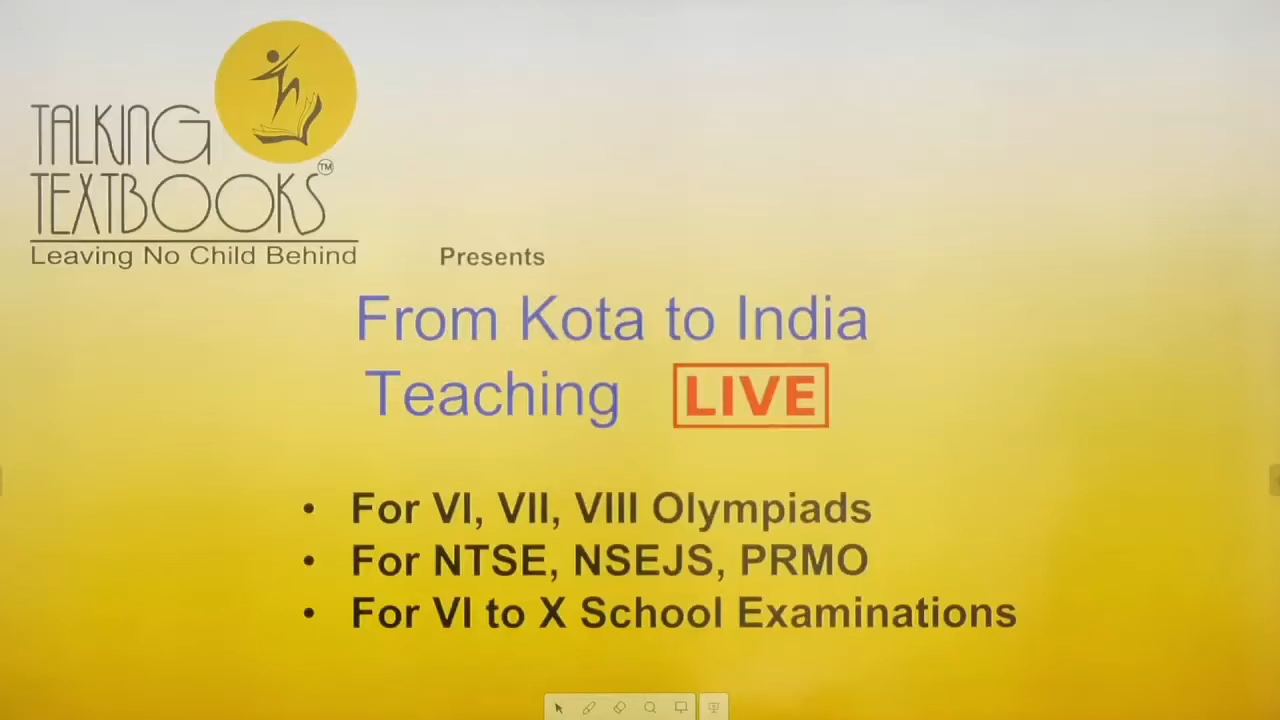 TALKING
TEXTBOOKS TM
Leaving No Child Behind
Presents
From Kota to India
Teaching LIVE
• For VI, VII, VIII Olympiads
• For NTSE, NSEJS, PRMO
• For VI to X School Examinations